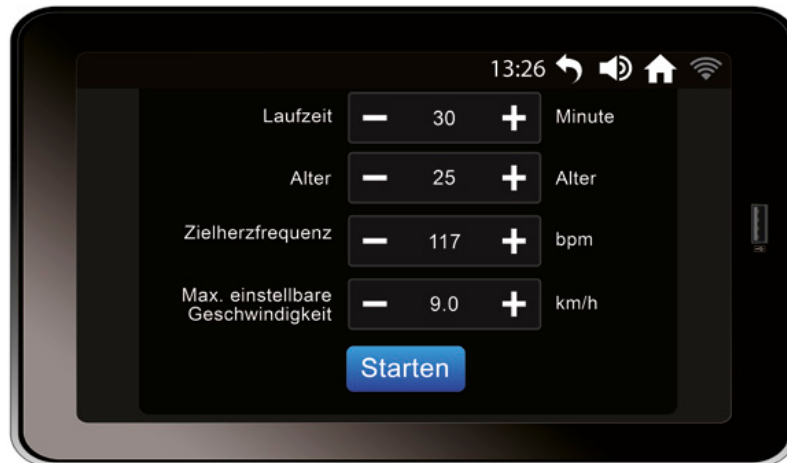 13:26
Laufzeit 30 Minute
Alter 25 Alter
Zielherzfrequenz 117 bpm
Max. einstellbare
Geschwindigkeit 9.0 km/h
Starten